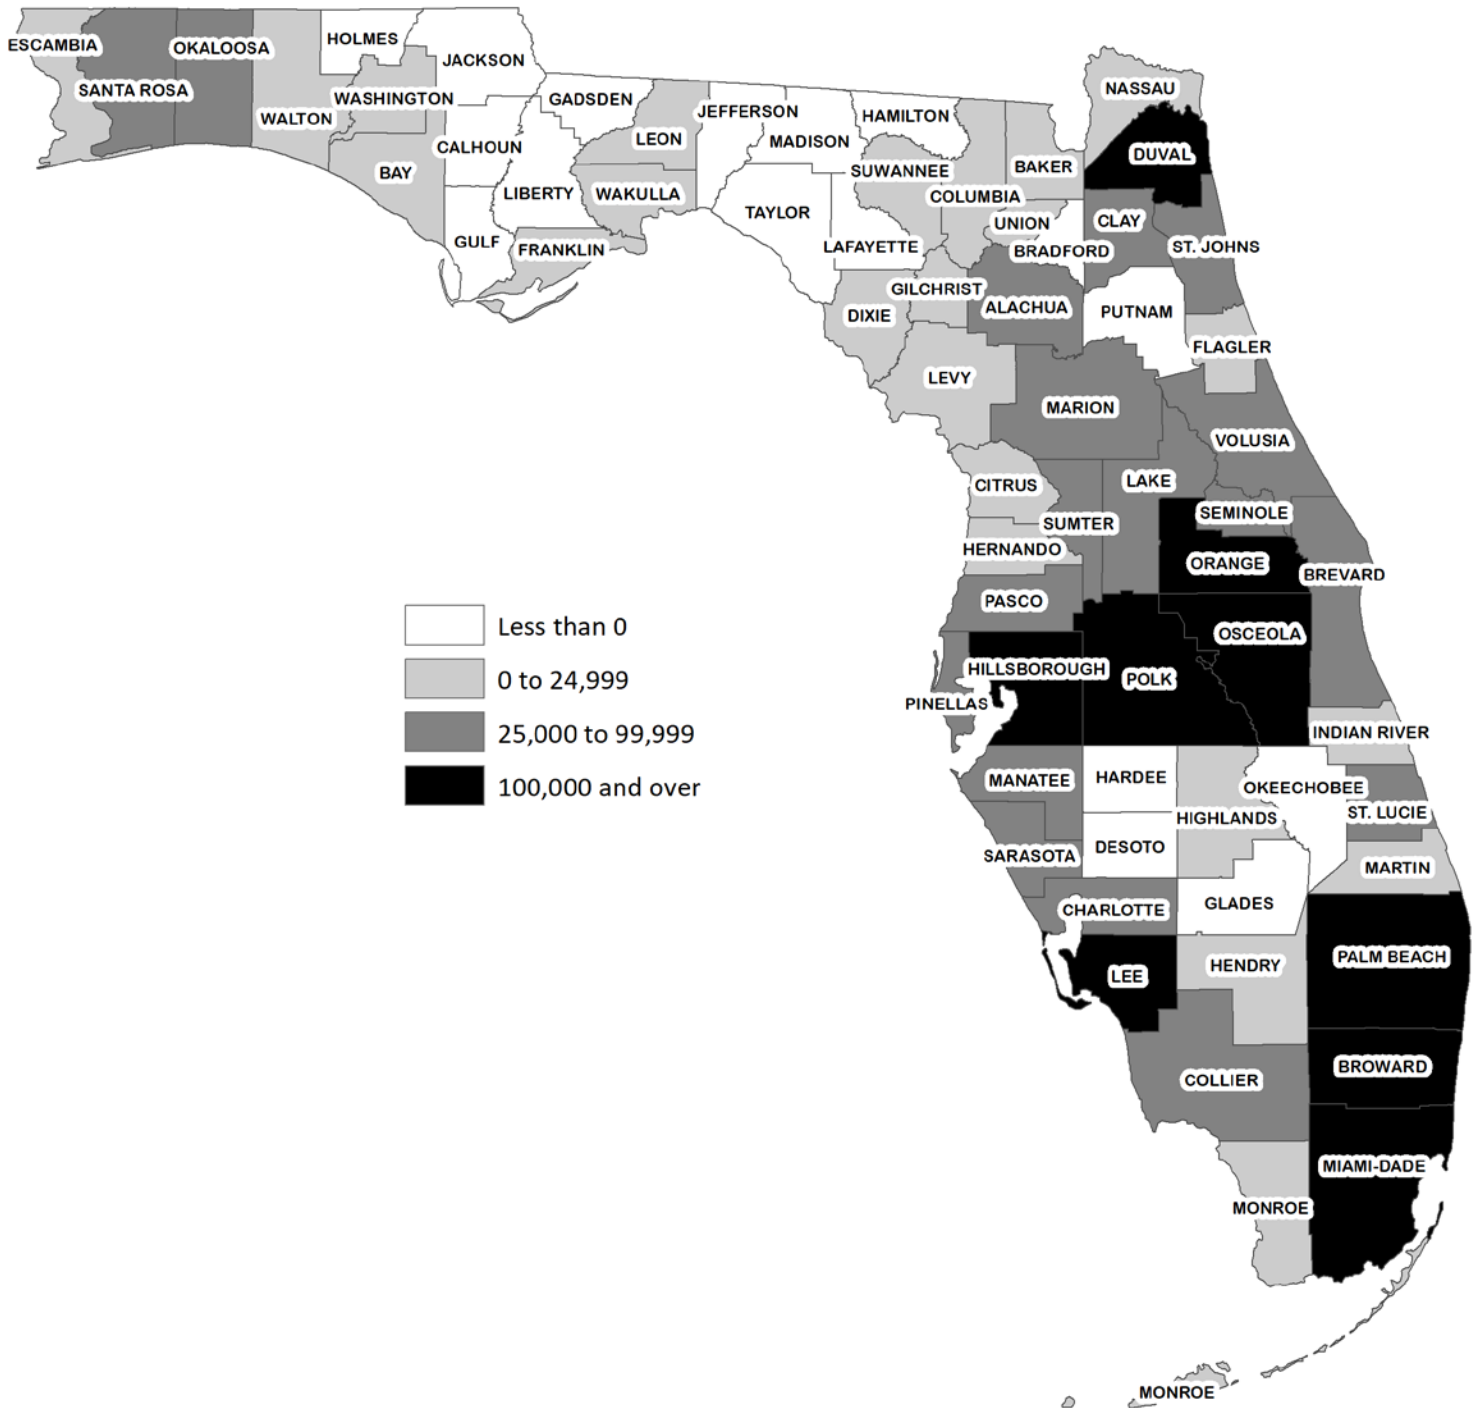 HOLMES
ESCAMBIA
OKALOOSA
JACKSON
SANTA ROSA
WASHINGTON
GADSDEN
NASSAU
WALTON
JEFFERSON
HAMILTON
LEON
MADISON
CALHOUN
DUVAL
BAY
SUWANNEE
BAKER
LIBERTY
WAKULLA
COLUMBIA
TAYLOR
UNION
CLAY
GULF
FRANKLIN
LAFAYETTE
BRADFORD
ST. JOHNS
GILCHRIST
DIXIE
ALACHUA
PUTNAM
FLAGLER
LEVY
MARION
VOLUSIA
CITRUS
LAKE
SUMTER
SEMINOLE
HERNANDO
ORANGE
BREVARD
PASCO
Less than 0
OSCEOLA
HILLSBOROUGH
POLK
0 to 24,999
PINELLAS
25,000 to 99,999
INDIAN RIVER
MANATEE
HARDEE
100,000 and over
OKEECHOBEE
HIGHLANDS
ST. LUCIE
SARASOTA
DESOTO
MARTIN
CHARLOTTE
GLADES
LEE
HENDRY
PALM BEACH
COLLIER
BROWARD
MIAMI-DADE
MONROE
MONROE